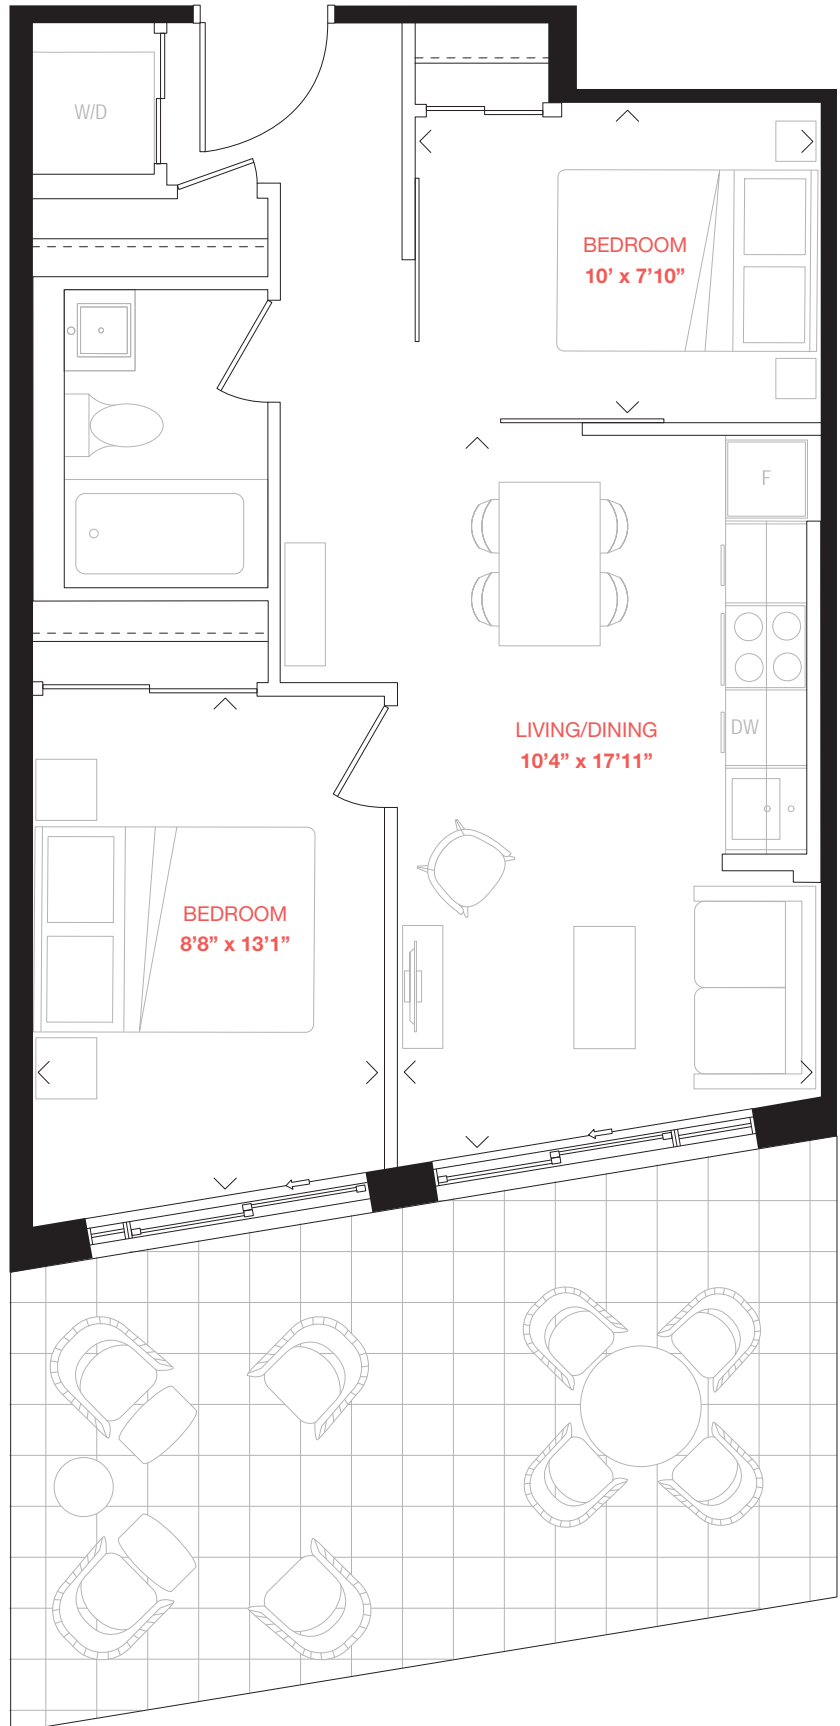 W/D
BEDROOM
10’ x 7’10”
F
LIVING/DINING
10’4” x 17’11”
DW
BEDROOM
8’8” x 13’1”